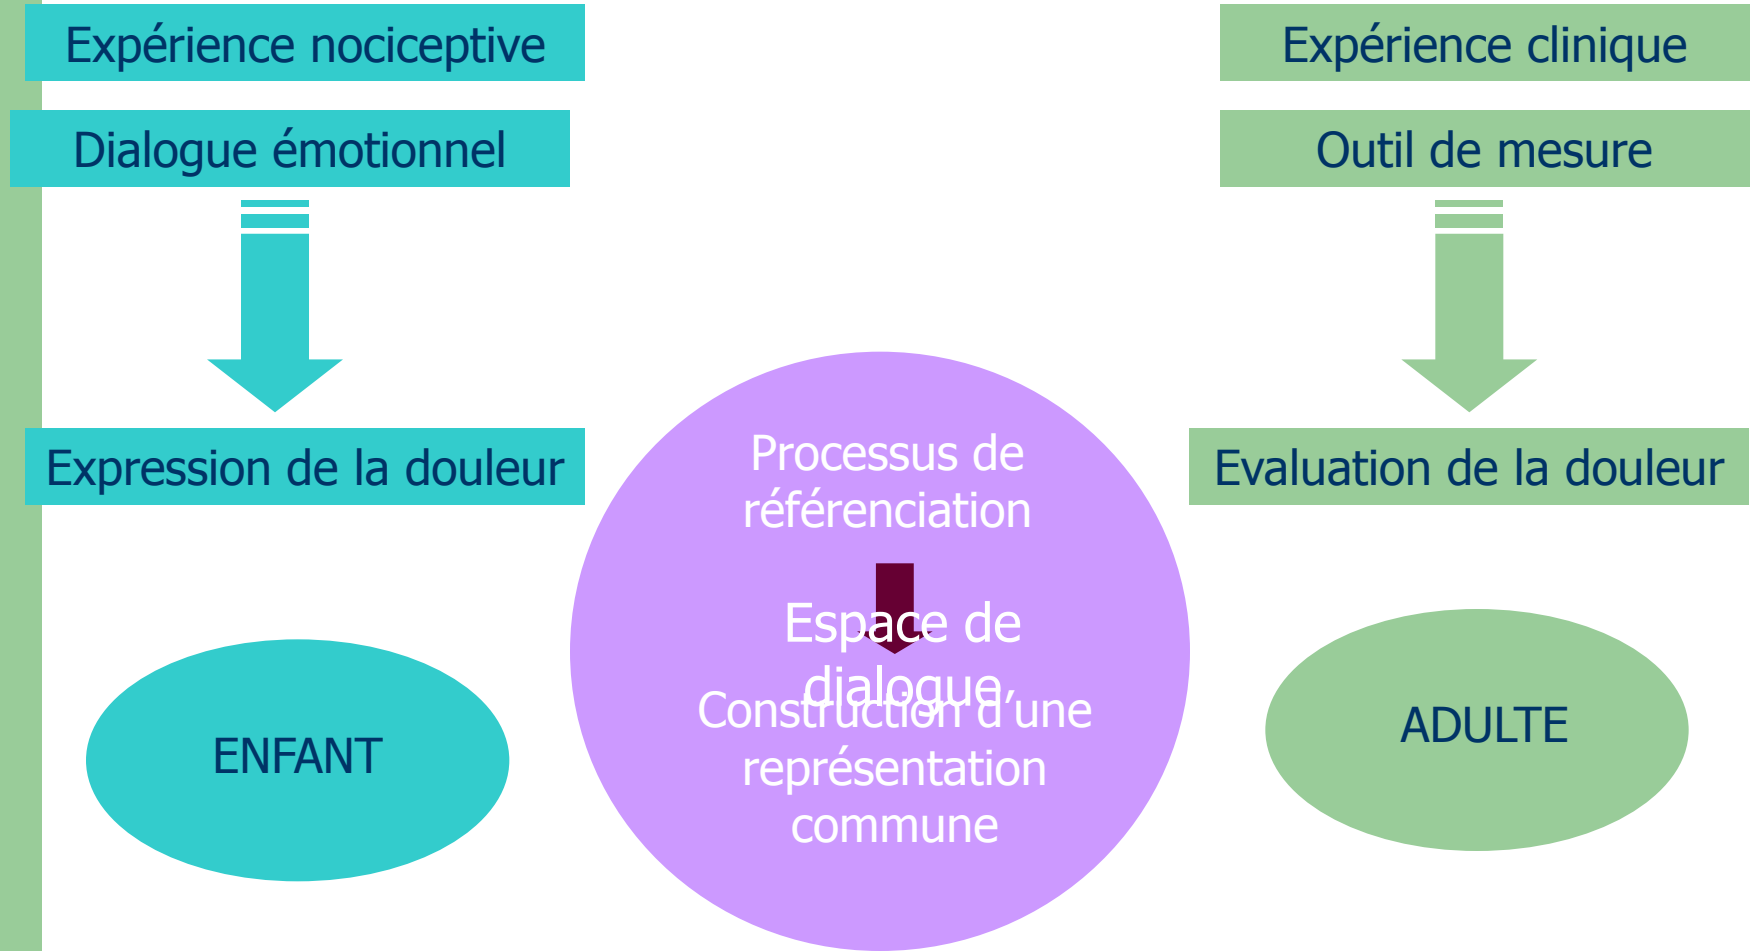 Expérience nociceptive
Dialogue émotionnel
Expression de la douleur
ENFANT
Processus de
référenciation
Espace de
dialogue
Construction d’une
représentation
commune
Expérience clinique
Outil de mesure
Evaluation de la douleur
ADULTE